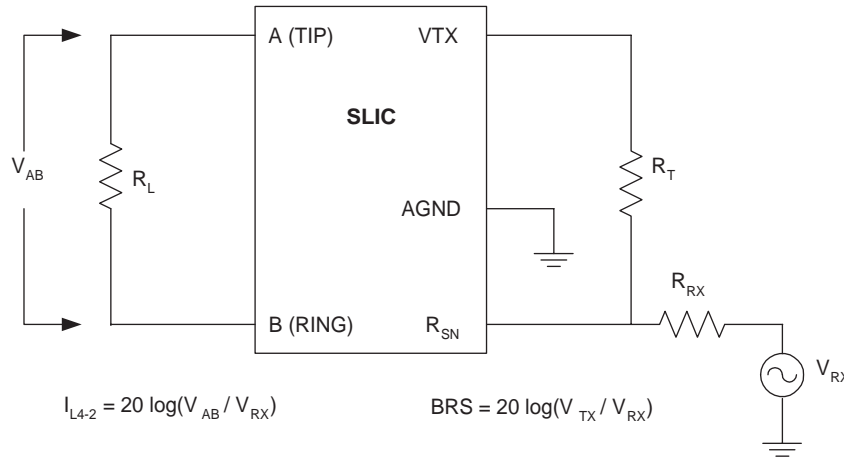 A (TIP)
VTX
SLIC
V_AB
R_L
R_T
AGND
R_RX
B (RING)
R_SN
V_RX
I_L4-2 = 20 log(V_AB / V_RX)
BRS = 20 log(V_TX / V_RX)